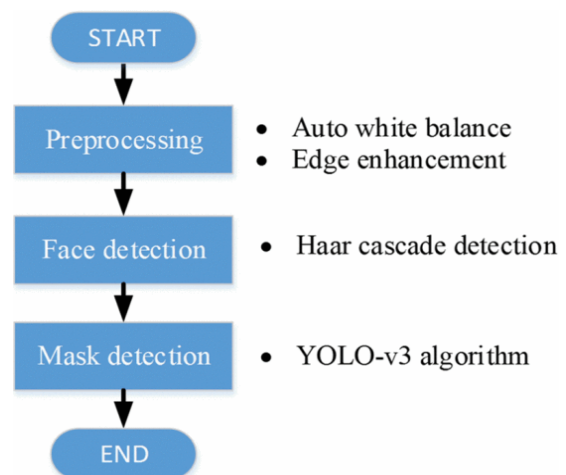 START
Preprocessing
• Auto white balance
• Edge enhancement
Face detection
• Haar cascade detection
Mask detection
• YOLO-v3 algorithm
END